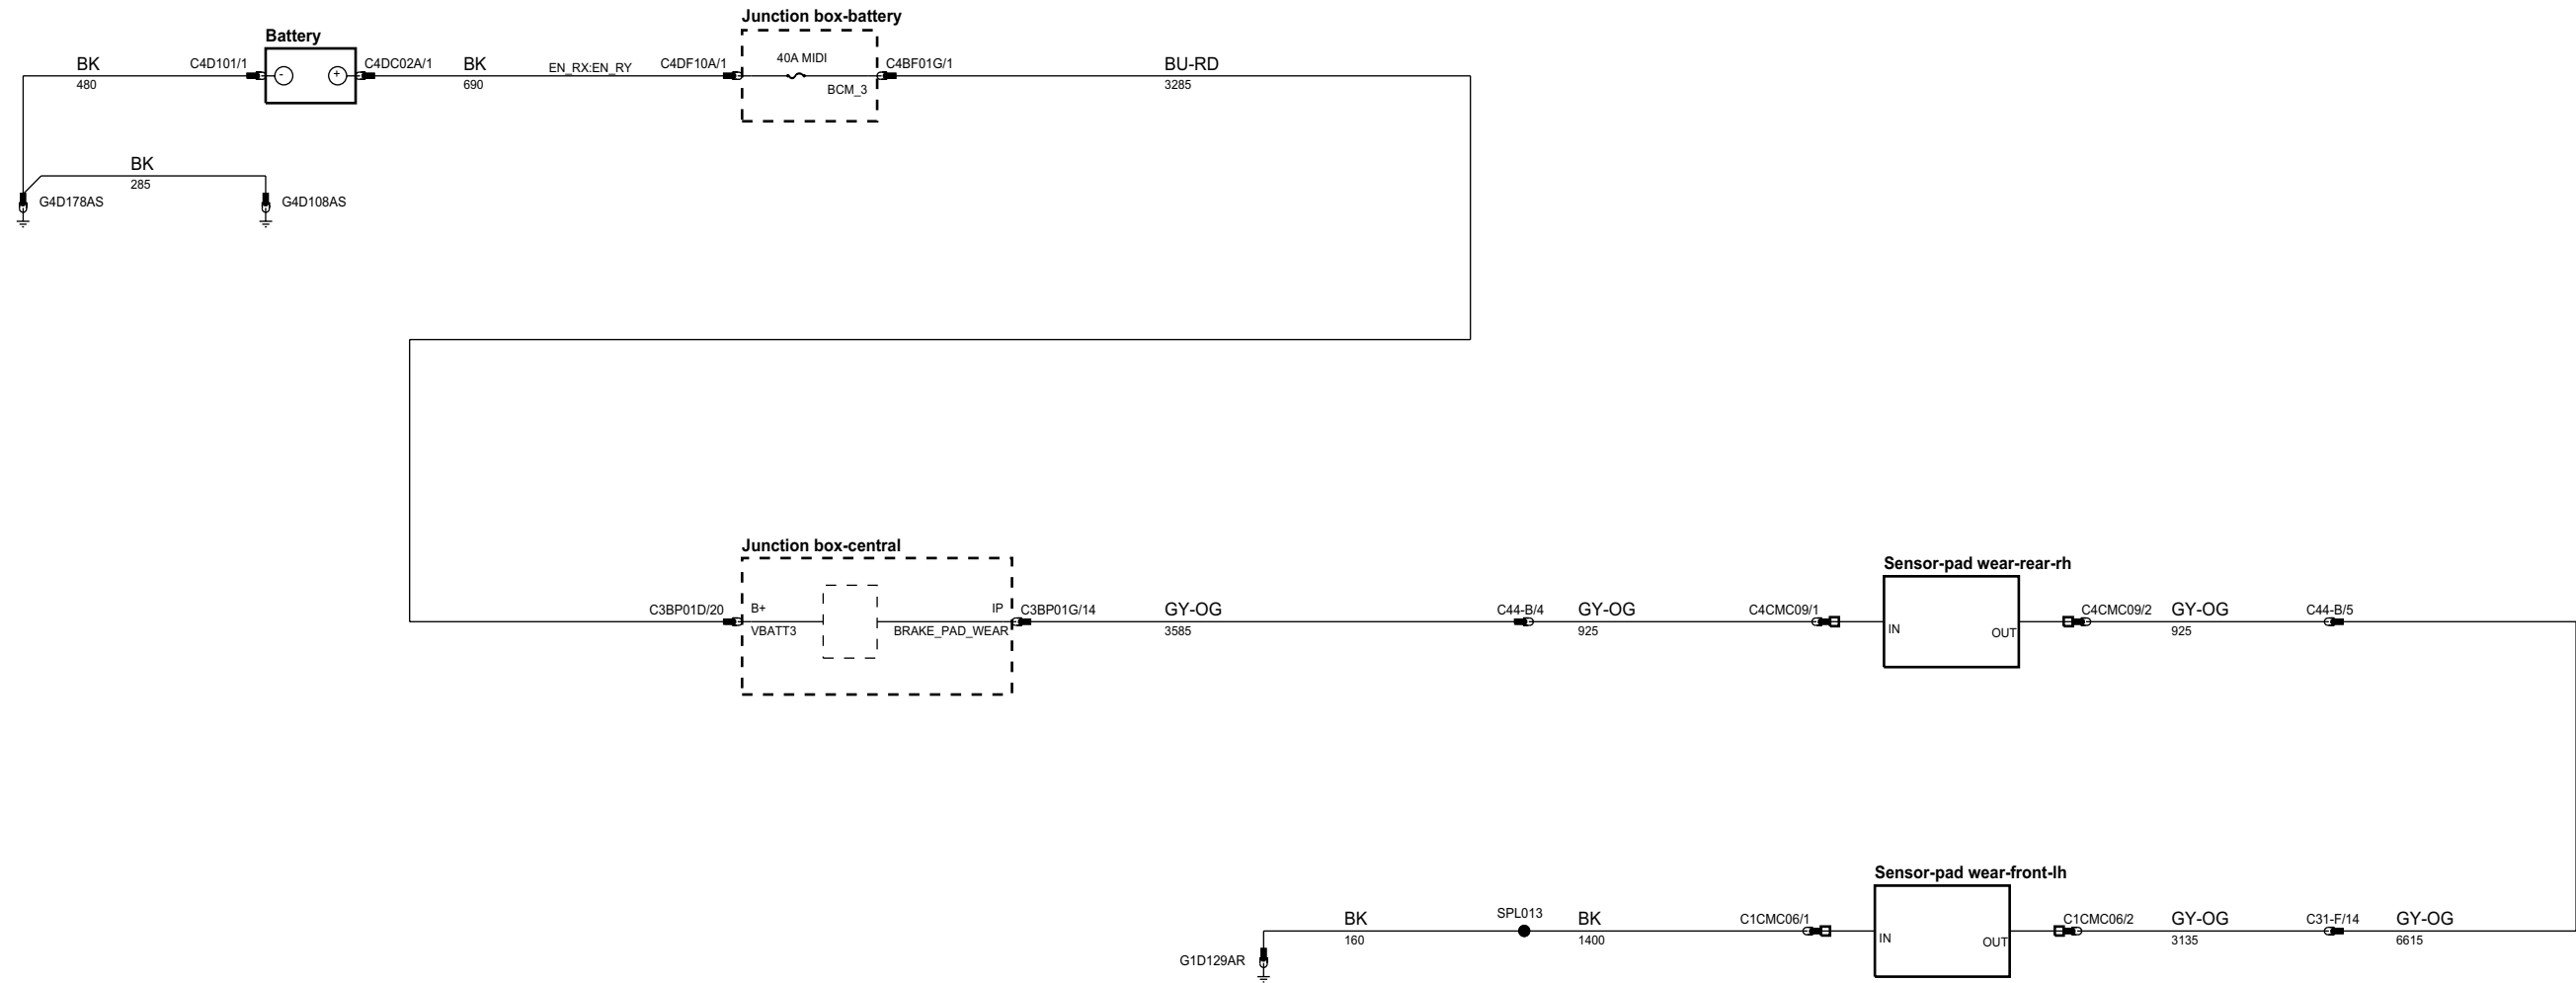 Junction box-battery
Battery
BK
480
C4D101/1
-
+
C4DC02A/1
BK
690
EN_RX:EN_RY
C4DF10A/1
40A MIDI
BCM_3
C4BF01G/1
BU-RD
3285
BK
285
G4D178AS
G4D108AS
Junction box-central
C3BP01D/20
B+
VBATT3
IP
BRAKE_PAD_WEAR
C3BP01G/14
GY-OG
3585
C44-B/4
GY-OG
925
C4CMC09/1
Sensor-pad wear-rear-rh
IN
OUT
C4CMC09/2
GY-OG
925
C44-B/5
Sensor-pad wear-front-lh
G1D129AR
BK
160
SPL013
BK
1400
C1CMC06/1
IN
OUT
C1CMC06/2
GY-OG
3135
C31-F/14
GY-OG
6615